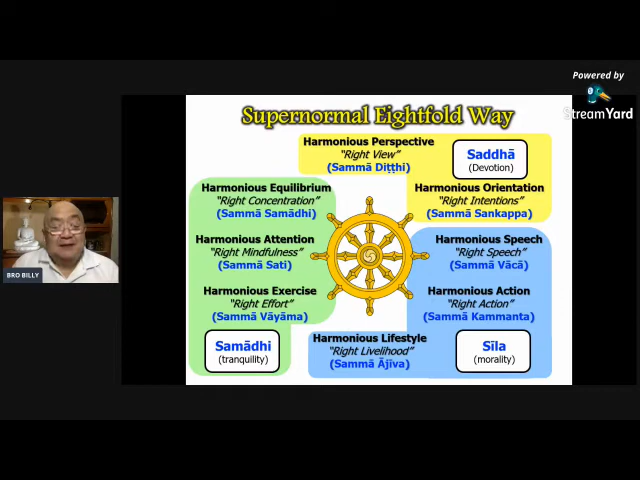 Powered by
StreamYard
Supernormal Eightfold Way
Harmonious Perspective
"Right View"
(Sammā Diṭṭhi)
Saddhā
(Devotion)
Harmonious Equilibrium
"Right Concentration"
(Sammā Samādhi)
Harmonious Orientation
"Right Intentions"
(Sammā Sankappa)
Harmonious Attention
"Right Mindfulness"
(Sammā Sati)
Harmonious Speech
"Right Speech"
(Sammā Vācā)
Harmonious Exercise
"Right Effort"
(Sammā Vāyāma)
Harmonious Action
"Right Action"
(Sammā Kammanta)
Samādhi
(tranquility)
Harmonious Lifestyle
"Right Livelihood"
(Sammā Ājīva)
Sīla
(morality)
BRO BILLY